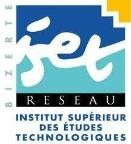 BIZERTE
iset
RESEAU
INSTITUT SUPÉRIEUR
DES ÉTUDES
TECHNOLOGIQUES